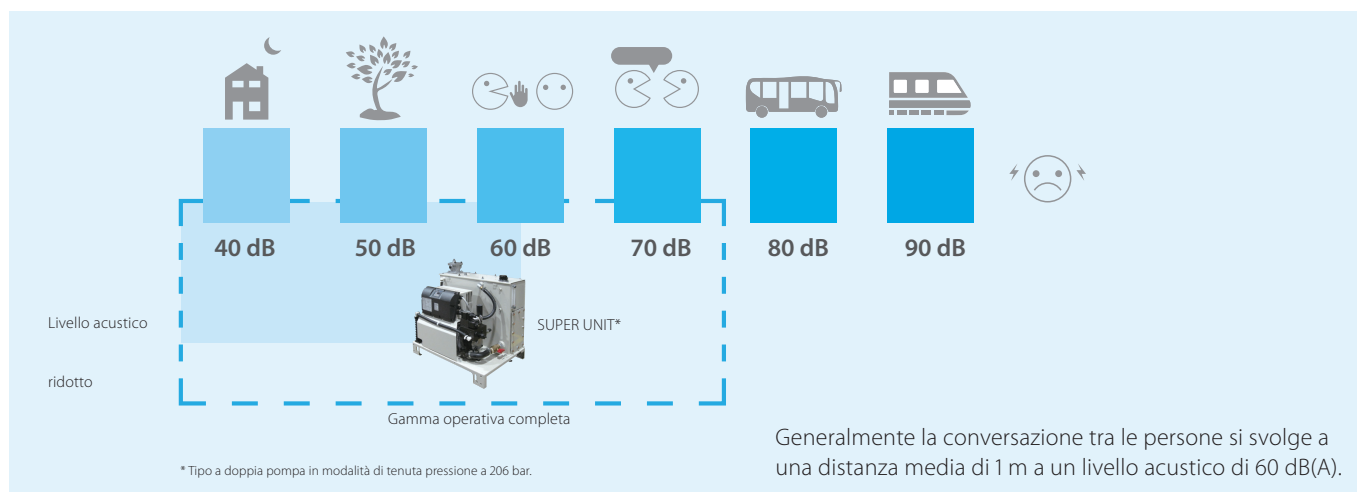 40 dB
50 dB
60 dB
70 dB
80 dB
90 dB
Livello acustico
SUPER UNIT*
ridotto
Gamma operativa completa
Generalmente la conversazione tra le persone si svolge a
una distanza media di 1 m a un livello acustico di 60 dB(A).
* Tipo a doppia pompa in modalità di tenuta pressione a 206 bar.